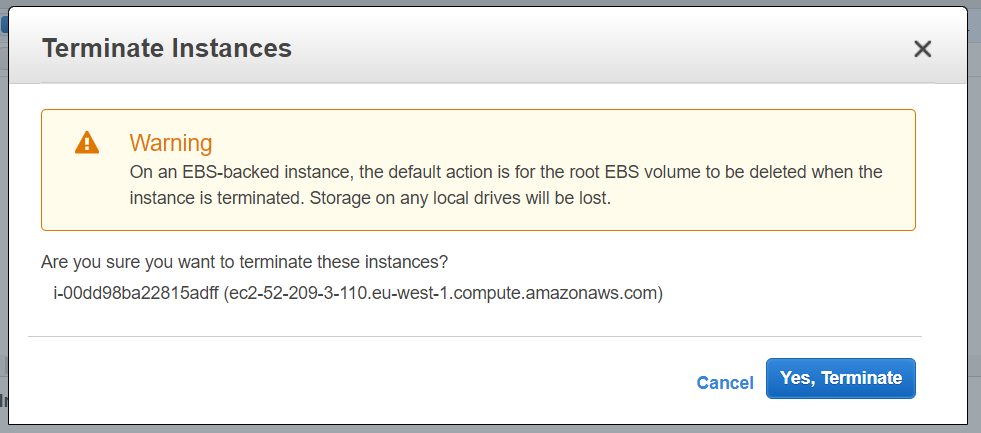 Terminate Instances
Warning
On an EBS-backed instance, the default action is for the root EBS volume to be deleted when the
instance is terminated. Storage on any local drives will be lost.
Are you sure you want to terminate these instances?
i-00dd98ba22815adff (ec2-52-209-3-110.eu-west-1.compute.amazonaws.com)
Cancel
Yes, Terminate